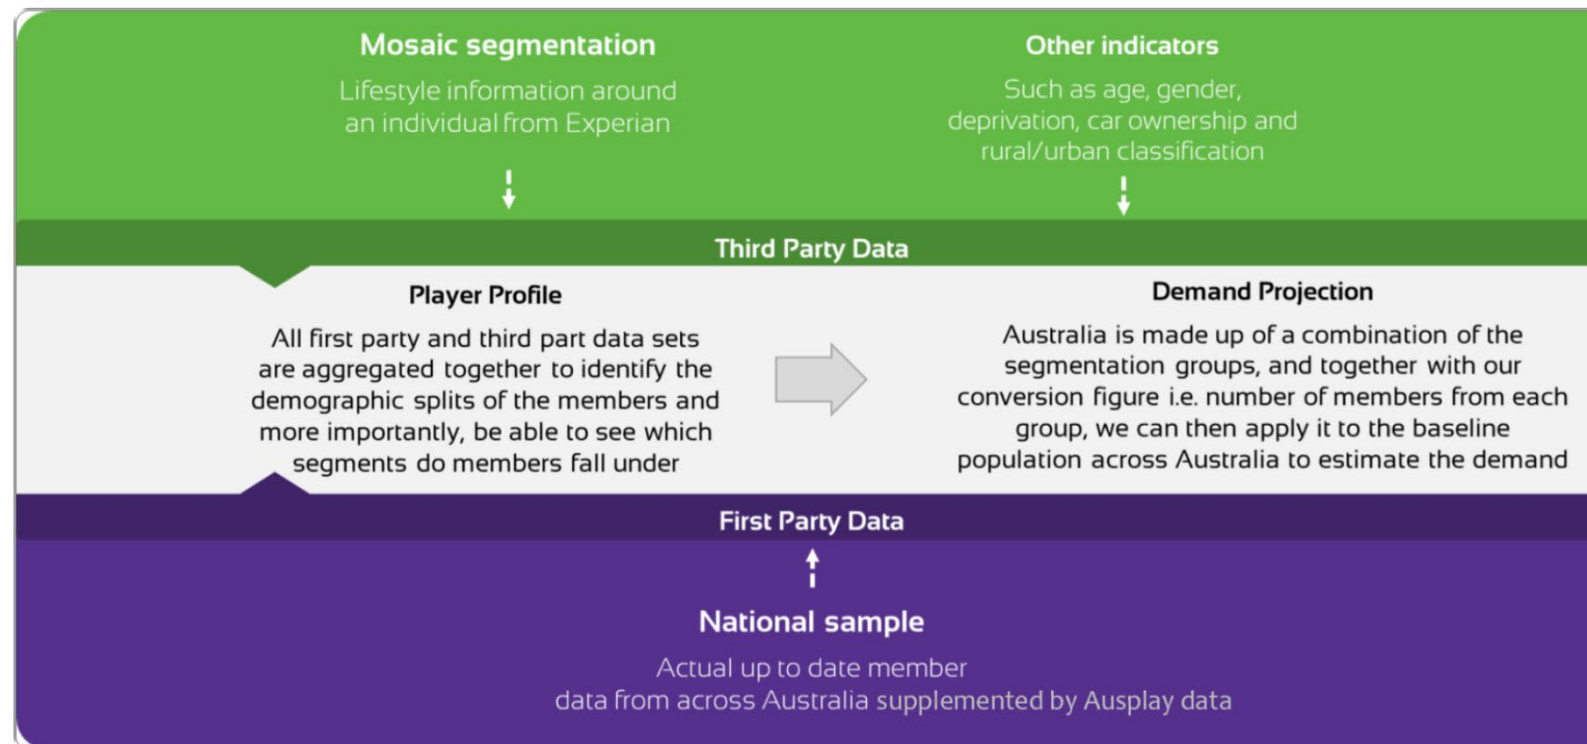 Mosaic segmentation
Lifestyle information around
an individual from Experian
Other indicators
Such as age, gender,
deprivation, car ownership and
rural/urban classification
Third Party Data
Player Profile
All first party and third part data sets
are aggregated together to identify the
demographic splits of the members and
more importantly, be able to see which
segments do members fall under
Demand Projection
Australia is made up of a combination of the
segmentation groups, and together with our
conversion figure i.e. number of members from each
group, we can then apply it to the baseline
population across Australia to estimate the demand
First Party Data
National sample
Actual up to date member
data from across Australia supplemented by Ausplay data